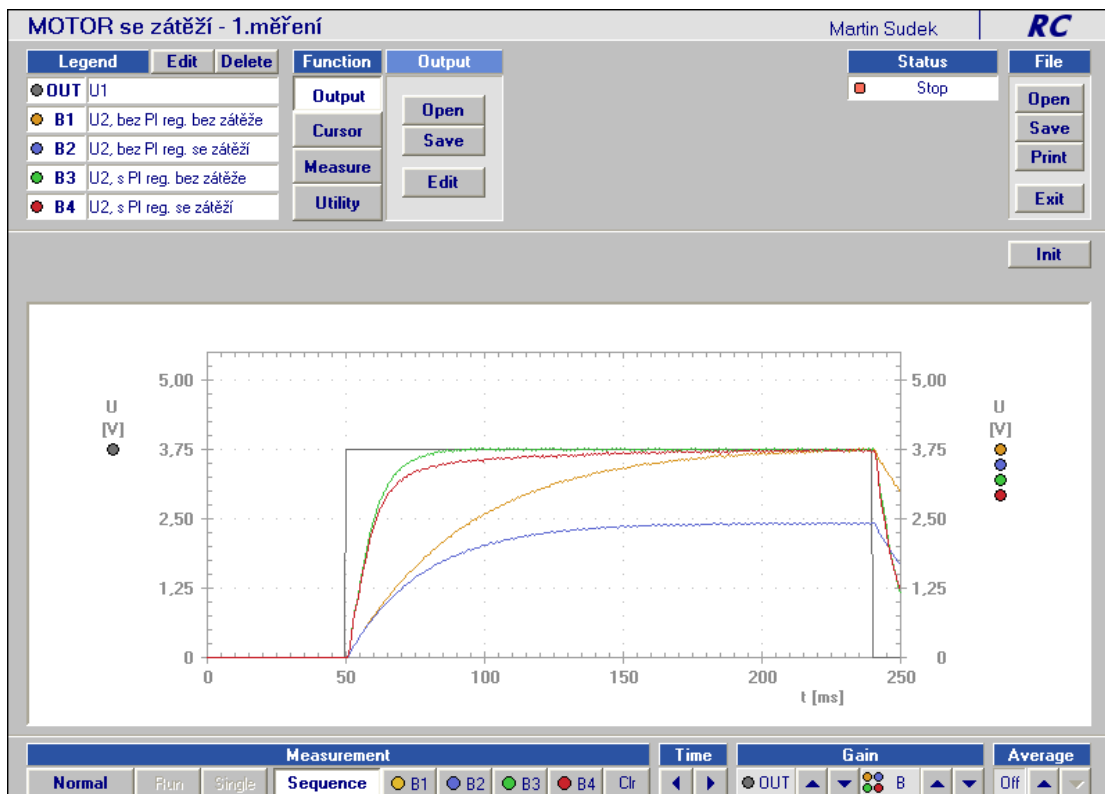 MOTOR se zátěží - 1.měření
Martin Sudek
RC
Legend Edit Delete
OUT U1
B1 U2, bez PI reg. bez zátěže
B2 U2, bez PI reg. se zátěží
B3 U2, s PI reg. bez zátěže
B4 U2, s PI reg. se zátěží
Function
Output
Cursor
Measure
Utility
Output
Open
Save
Edit
Status
Stop
File
Open
Save
Print
Exit
Init
U
[V]
5,00
3,75
2,50
1,25
0
U
[V]
5,00
3,75
2,50
1,25
0
0 50 100 150 200 250
t [ms]
Measurement
Normal Run Single Sequence B1 B2 B3 B4 Clr
Time
Gain
OUT B
Average
Off